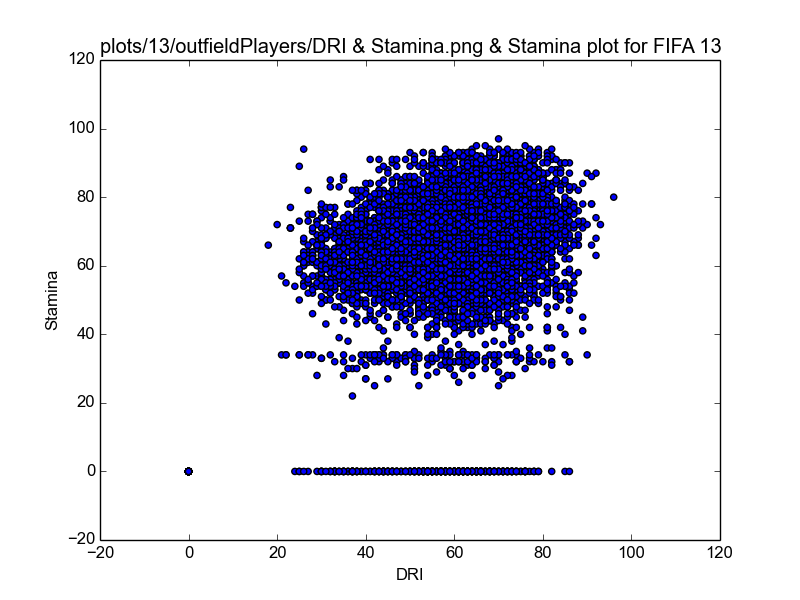 plots/13/outfieldPlayers/DRI & Stamina.png & Stamina plot for FIFA 13
120
100
80
60
40
20
0
−20
Stamina
−20 0 20 40 60 80 100 120
DRI